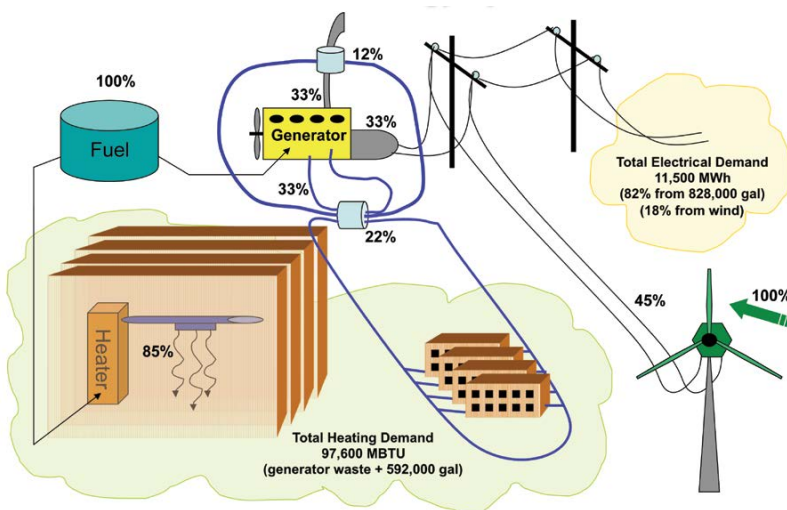 12%
100%
33%
33%
Generator
Fuel
Total Electrical Demand
11,500 MWh
(82% from 828,000 gal)
(18% from wind)
33%
22%
45%
100%
Heater
85%
Total Heating Demand
97,600 MBTU
(generator waste + 592,000 gal)